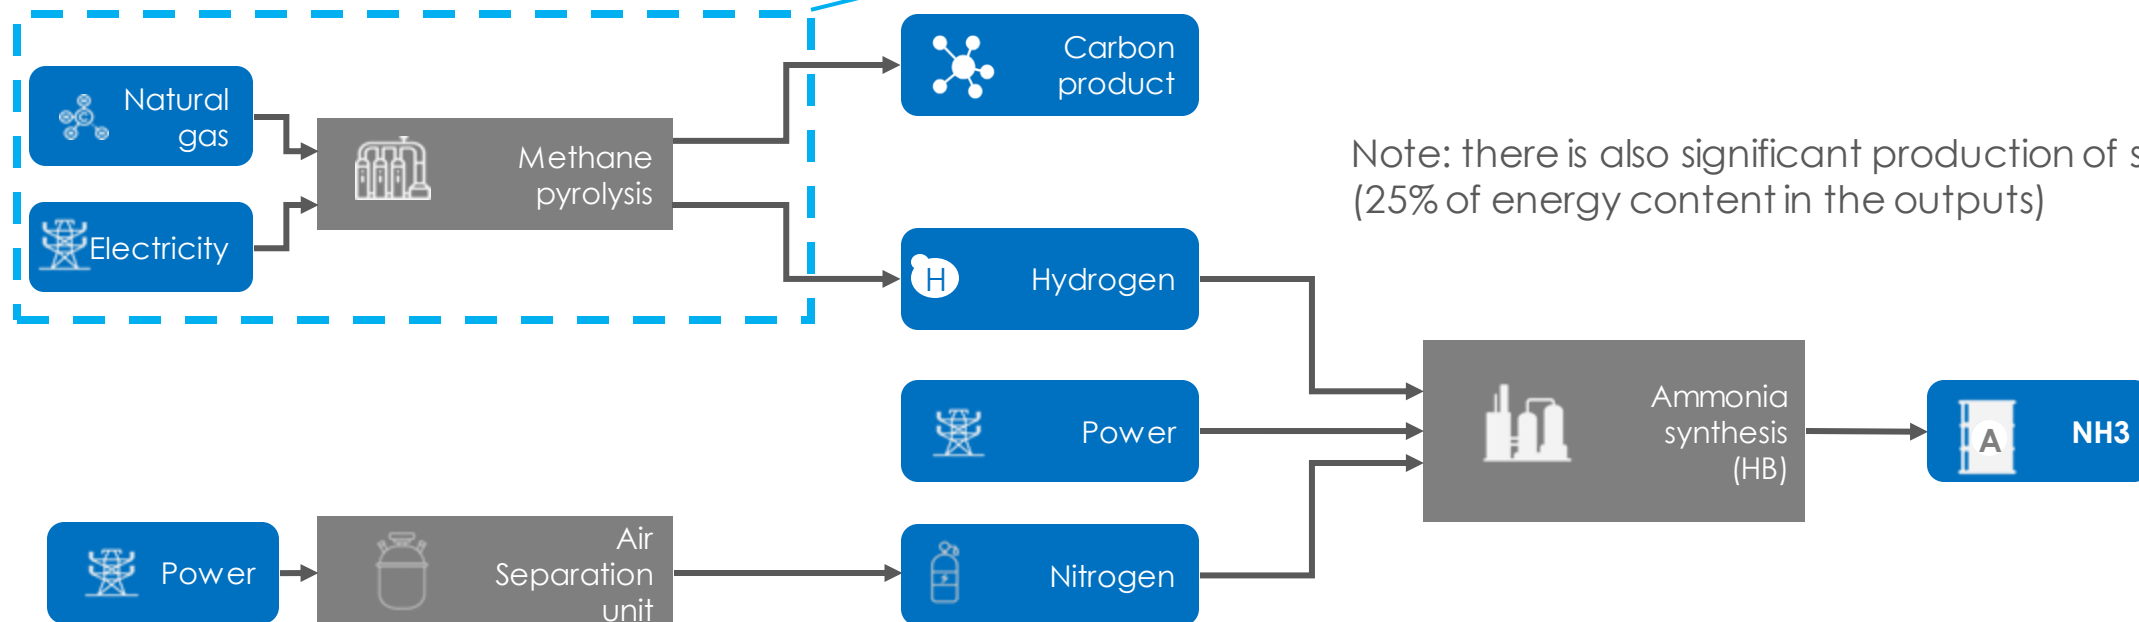 Carbon
product
Natural
gas
Methane
pyrolysis
Note: there is also significant production of
(25% of energy content in the outputs)
Electricity
H
Hydrogen
Power
Ammonia
synthesis
(HB)
A
NH3
Power
Air
Separation
unit
Nitrogen